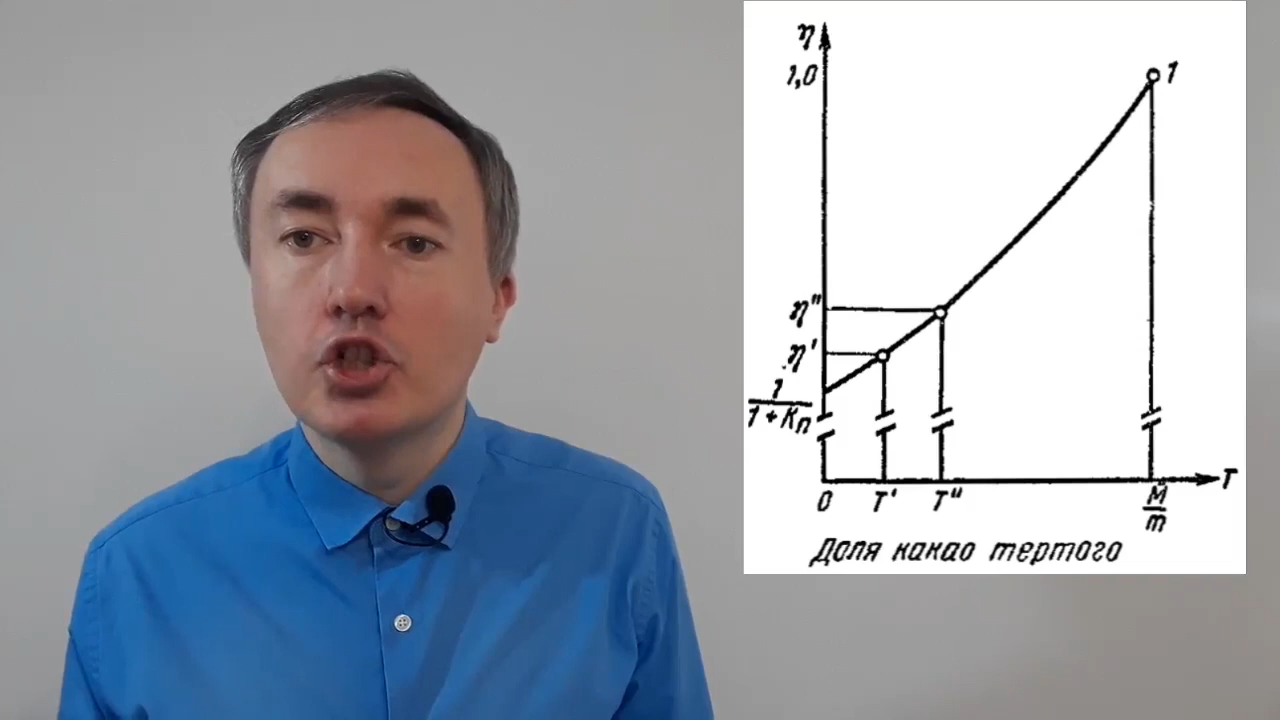 η
1,0
1
η"
η'
1
1 + Kп
0 T' T" M T
m
Доля какао тертого